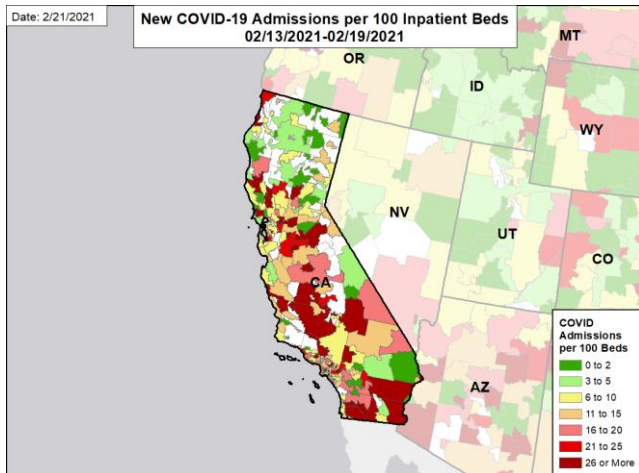 Date: 2/21/2021
New COVID-19 Admissions per 100 Inpatient Beds
02/13/2021-02/19/2021
MT
OR
ID
WY
NV
UT
CO
CA
AZ
COVID
Admissions
per 100 Beds
0 to 2
3 to 5
6 to 10
11 to 15
16 to 20
21 to 25
26 or More